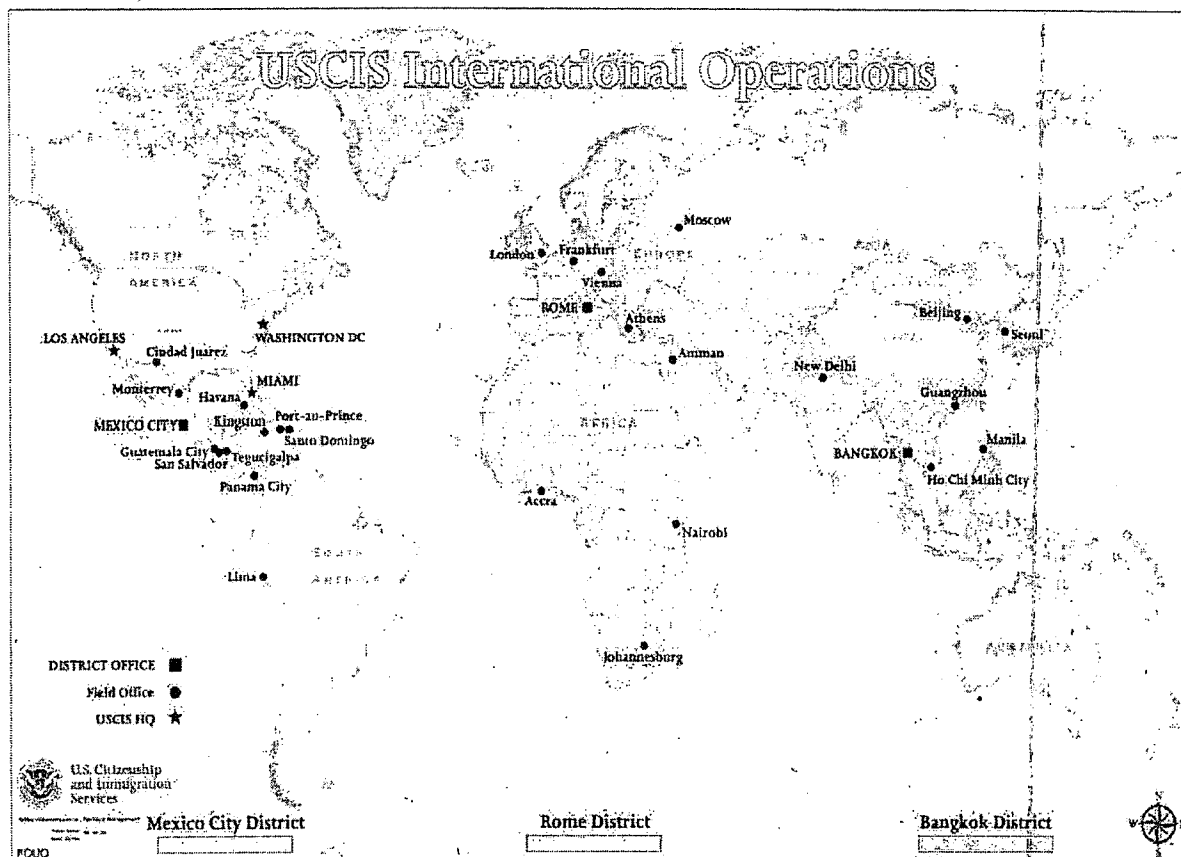 USCIS International Operations
Moscow
London
Frankfurt
EUROPE
ASIA
NORTH
AMERICA
Vienna
ROME
Athens
Beijing
Seoul
LOS ANGELES
WASHINGTON DC
Ciudad Juarez
Amman
New Delhi
Monterrey
MIAMI
Havana
Guangzhou
Kingston
Port-au-Prince
MEXICO CITY
Santo Domingo
AFRICA
Guatemala City
Tegucigalpa
San Salvador
Manila
BANGKOK
Ho Chi Minh City
Panama City
Accra
Nairobi
SOUTH
AMERICA
Lima
Johannesburg
AUSTRALIA
DISTRICT OFFICE
Field Office
USCIS HQ
U.S. Citizenship
and Immigration
Services
Mexico City District
Rome District
Bangkok District
N
W
S
FOUO